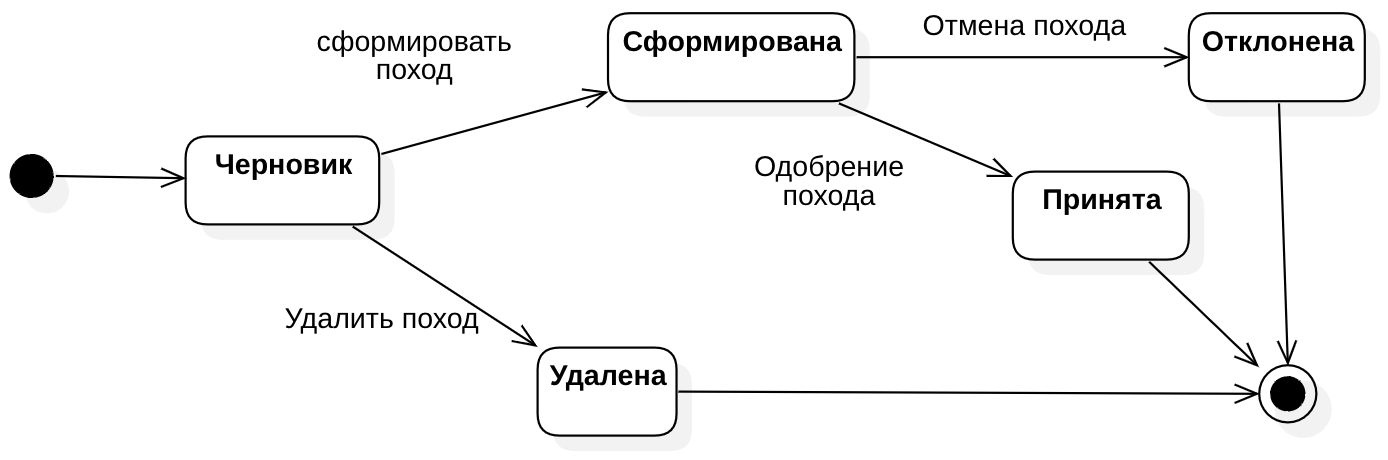 сформировать
поход
Сформирована
Отмена похода
Отклонена
Черновик
Одобрение
похода
Принята
Удалить поход
Удалена